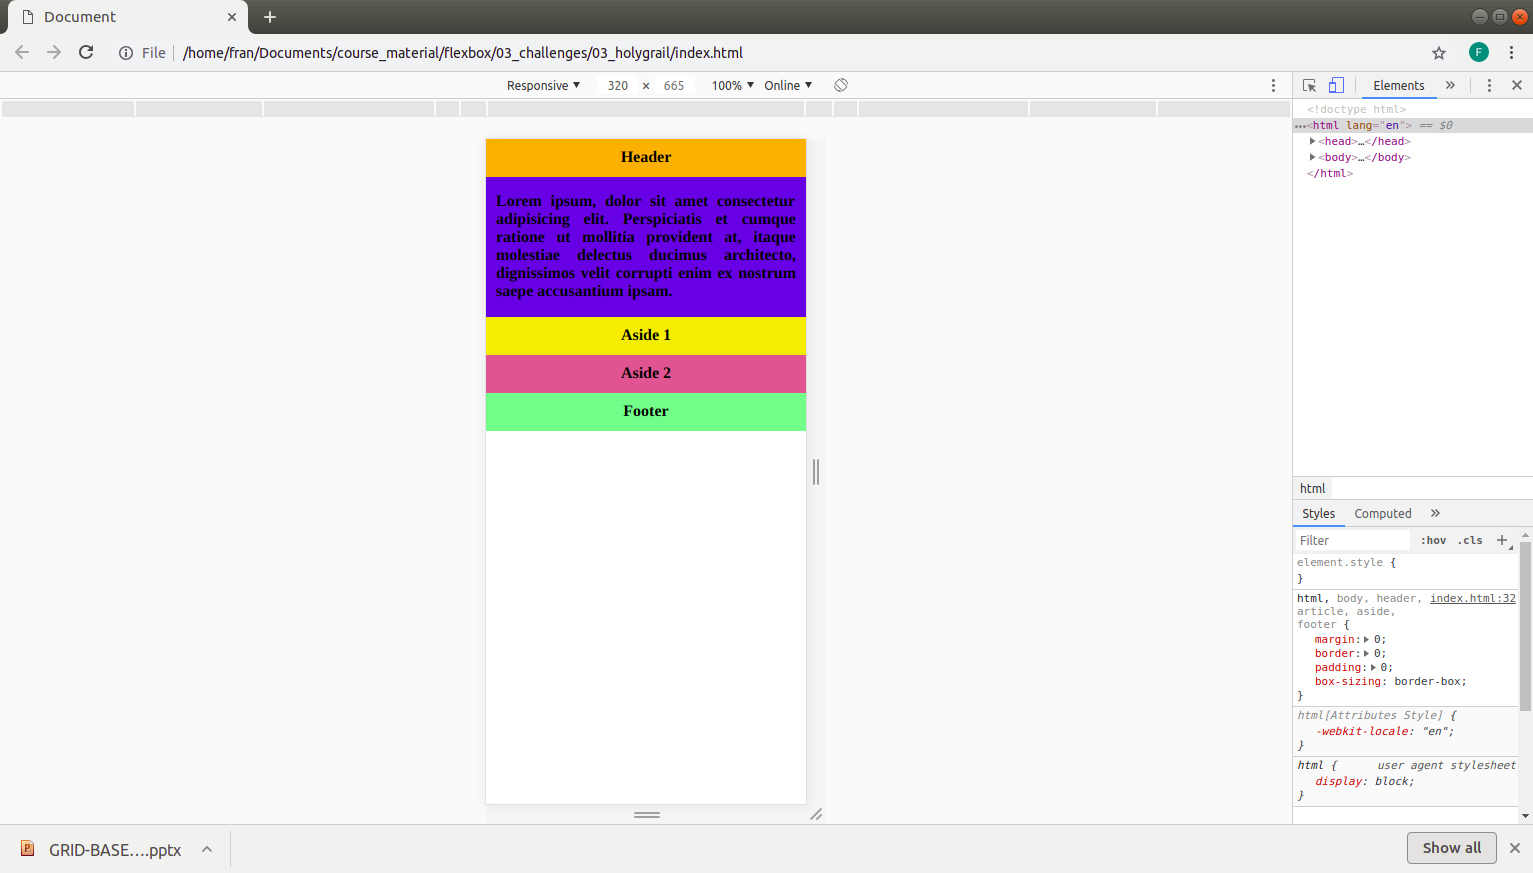 Document
File
/home/fran/Documents/course_material/flexbox/03_challenges/03_holygrail/index.html
F
Responsive ▼ 320 × 665 100% ▼ Online ▼
Elements
<!doctype html>
…<html lang="en"> == $0
<head>…</head>
<body>…</body>
</html>
Header
Lorem ipsum, dolor sit amet consectetur
adipisicing elit. Perspiciatis et cumque
ratione ut mollitia provident at, itaque
molestiae delectus ducimus architecto,
dignissimos velit corrupti enim ex nostrum
saepe accusantium ipsam.
Aside 1
Aside 2
Footer
html
Styles Computed
Filter :hov .cls
element.style {
}
html, body, header, index.html:32
article, aside,
footer {
margin: 0;
border: 0;
padding: 0;
box-sizing: border-box;
}
html[Attributes Style] {
-webkit-locale: "en";
}
html { user agent stylesheet
display: block;
}
P
GRID-BASE….pptx
Show all